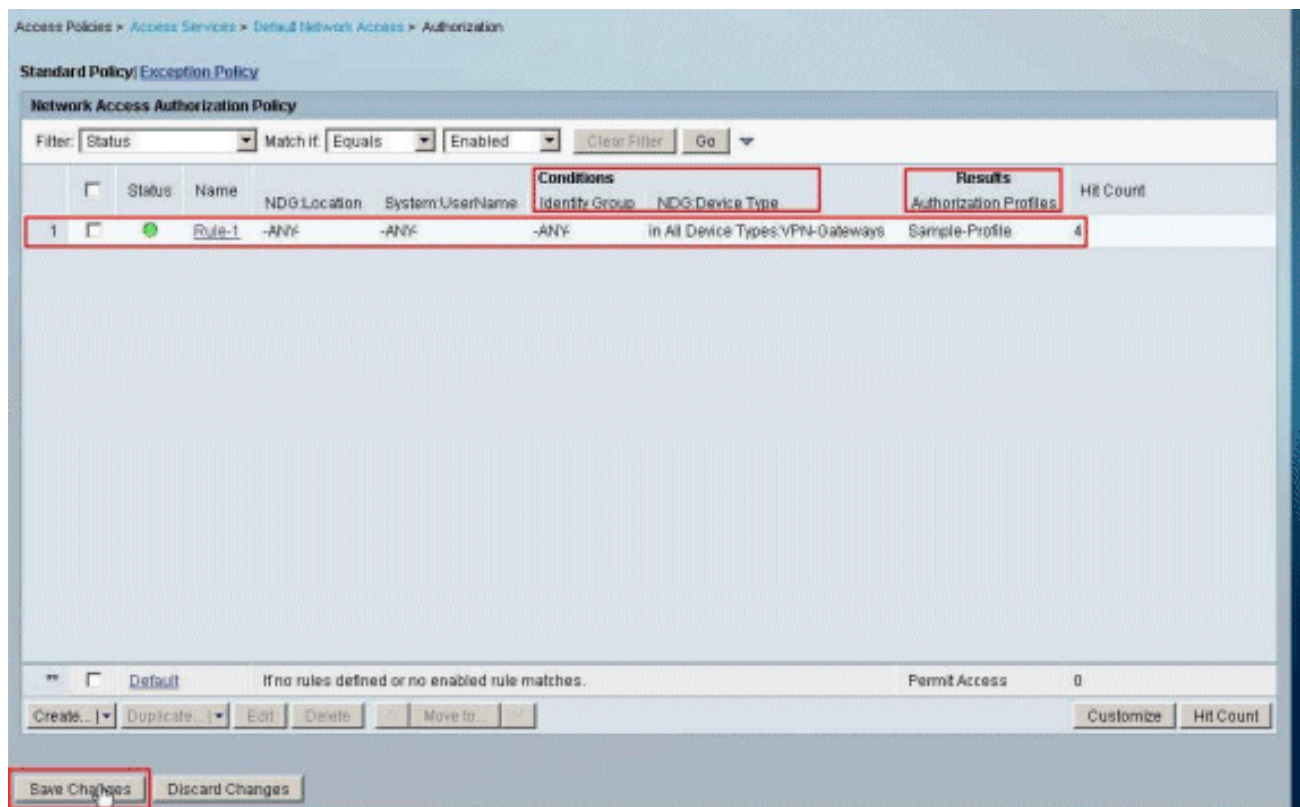 Access Policies > Access Services > Default Network Access > Authorization
Standard Policy| Exception Policy
Network Access Authorization Policy
Filter: Status Match if: Equals Enabled Clear Filter Go
Conditions Results
Status Name NDG:Location System:UserName Identity Group NDG:Device Type Authorization Profiles Hit Count
1 Rule-1 -ANY- -ANY- -ANY- in All Device Types:VPN-Gateways Sample-Profile 4
** Default If no rules defined or no enabled rule matches. Permit Access 0
Create... Duplicate... Edit Delete Move to... Customize Hit Count
Save Changes Discard Changes